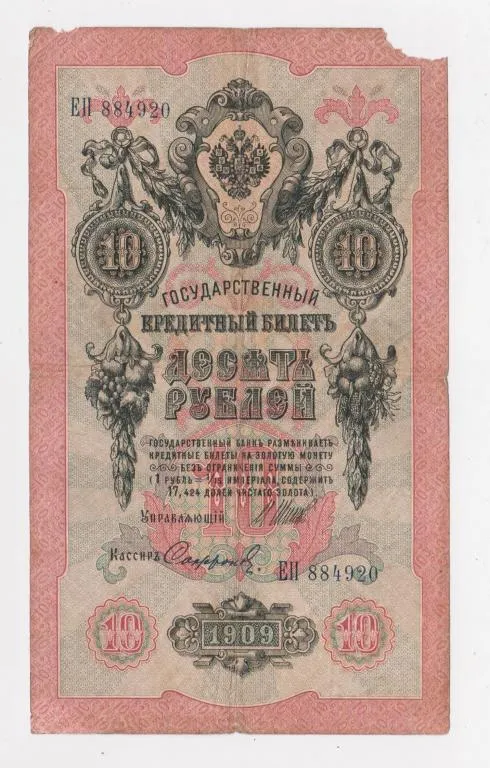 ЕП 884920
10 10
ГОСУДАРСТВЕННЫЙ
КРЕДИТНЫЙ БИЛЕТЪ
ДЕСЯТЬ
РУБЛЕЙ
ГОСУДАРСТВЕННЫЙ БАНКЪ РАЗМѢНИВАЕТЪ
КРЕДИТНЫЕ БИЛЕТЫ НА ЗОЛОТУЮ МОНЕТУ
БЕЗЪ ОГРАНИЧЕНІЯ СУММЫ
(1 РУБЛЬ = 1/15 ИМПЕРІАЛА, СОДЕРЖИТЪ
17,424 ДОЛЕЙ ЧИСТАГО ЗОЛОТА).
10
УПРАВЛЯЮЩІЙ
КАССИРЪ
ЕП 884920
10 1909 10